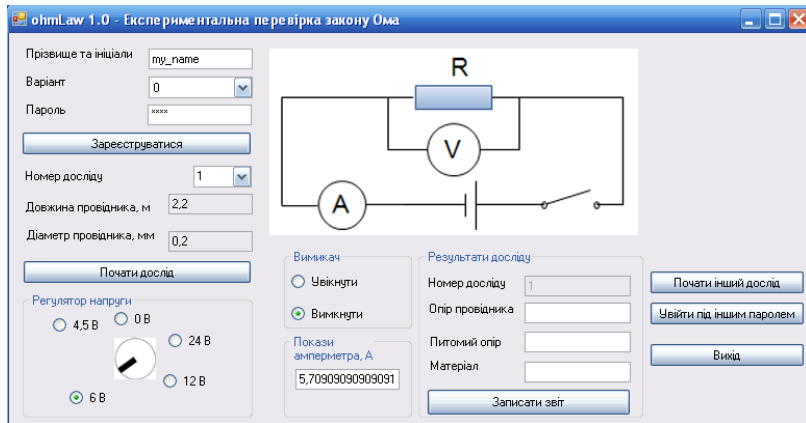 ohmLaw 1.0 - Експериментальна перевірка закону Ома
Прізвище та ініціали
my_name
Варіант
0
Пароль
xxxx
Зареєструватися
Номер досліду
1
Довжина провідника, м
2,2
Діаметр провідника, мм
0,2
Почати дослід
Регулятор напруги
4,5 В
0 В
24 В
12 В
6 В
R
V
A
Вимикач
Увікнути
Вимкнути
Покази
амперметра, А
5,70909090909091
Результати досліду
Номер досліду
1
Опір провідника
Питомий опір
Матеріал
Записати звіт
Почати інший дослід
Увійти під іншим паролем
Вихід